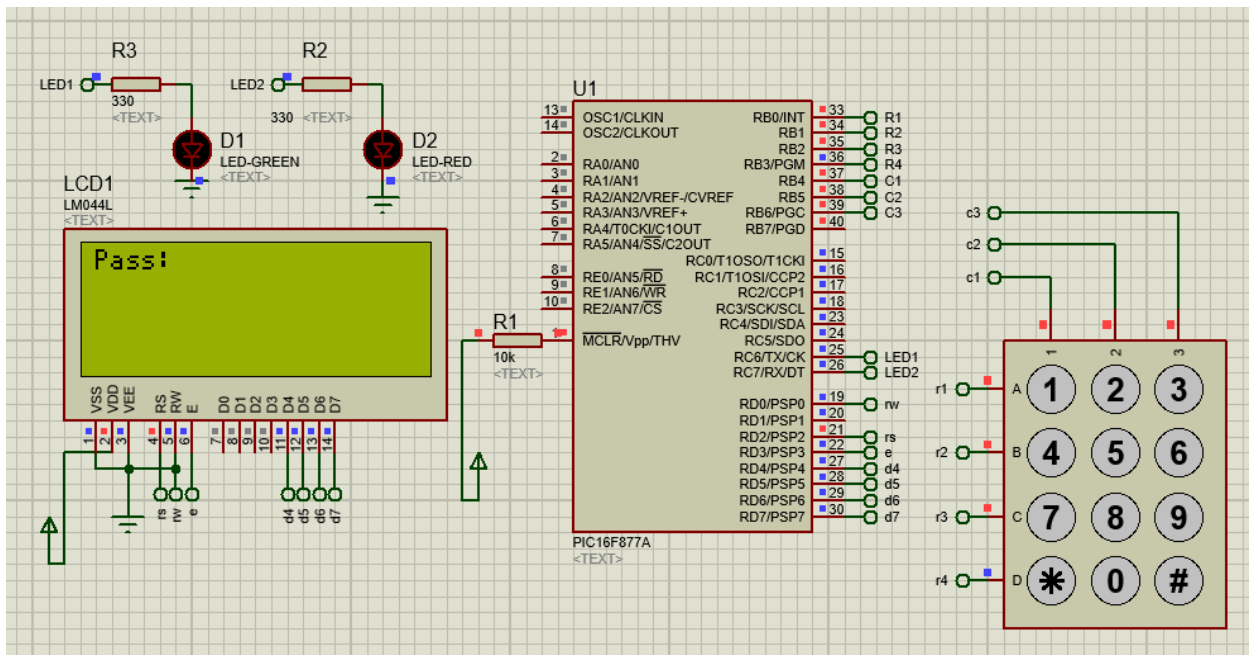 R3
LED1
330
<TEXT>
D1
LED-GREEN
<TEXT>
R2
LED2
330
<TEXT>
D2
LED-RED
<TEXT>
LCD1
LM044L
<TEXT>
Pass:
VSS
VDD
VEE
RS
RW
E
D0
D1
D2
D3
D4
D5
D6
D7
1
2
3
4
5
6
7
8
9
10
11
12
13
14
rs
rw
e
d4
d5
d6
d7
R1
10k
<TEXT>
U1
13 OSC1/CLKIN
14 OSC2/CLKOUT
2 RA0/AN0
3 RA1/AN1
4 RA2/AN2/VREF-/CVREF
5 RA3/AN3/VREF+
6 RA4/T0CKI/C1OUT
7 RA5/AN4/SS/C2OUT
8 RE0/AN5/RD
9 RE1/AN6/WR
10 RE2/AN7/CS
1 MCLR/Vpp/THV
RB0/INT 33 R1
RB1 34 R2
RB2 35 R3
RB3/PGM 36 R4
RB4 37 C1
RB5 38 C2
RB6/PGC 39 C3
RB7/PGD 40
RC0/T1OSO/T1CKI 15
RC1/T1OSI/CCP2 16
RC2/CCP1 17
RC3/SCK/SCL 18
RC4/SDI/SDA 23
RC5/SDO 24
RC6/TX/CK 25 LED1
RC7/RX/DT 26 LED2
RD0/PSP0 19 rw
RD1/PSP1 20
RD2/PSP2 21 rs
RD3/PSP3 22 e
RD4/PSP4 27 d4
RD5/PSP5 28 d5
RD6/PSP6 29 d6
RD7/PSP7 30 d7
PIC16F877A
<TEXT>
c3
c2
c1
1 2 3
r1 A 1 2 3
r2 B 4 5 6
r3 C 7 8 9
r4 D * 0 #